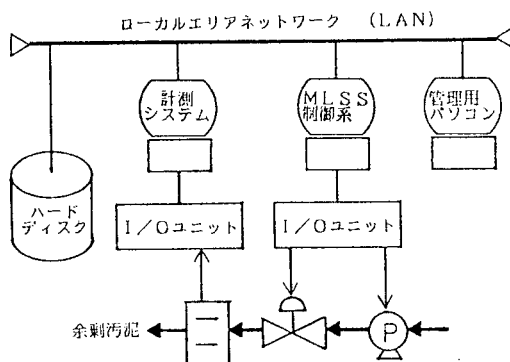 ローカルエリアネットワーク (LAN)
計測
システム
MLSS
制御系
管理用
パソコン
ハード
ディスク
I/Oユニット
I/Oユニット
余剰汚泥
P